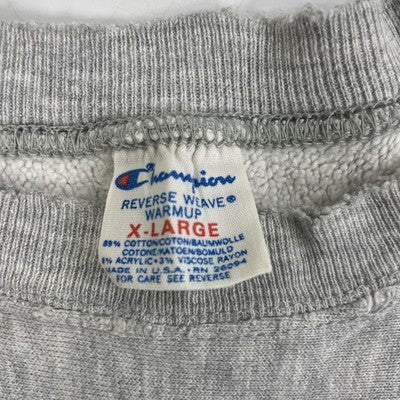 Champion
REVERSE WEAVE®
WARMUP
X-LARGE
89% COTTON/COTON/BAUMWOLLE
COTONE/KATOEN/BOMULD
ACRYLIC • 3% VISCOSE RAYON
MADE IN U.S.A. • RN 26094
FOR CARE SEE REVERSE